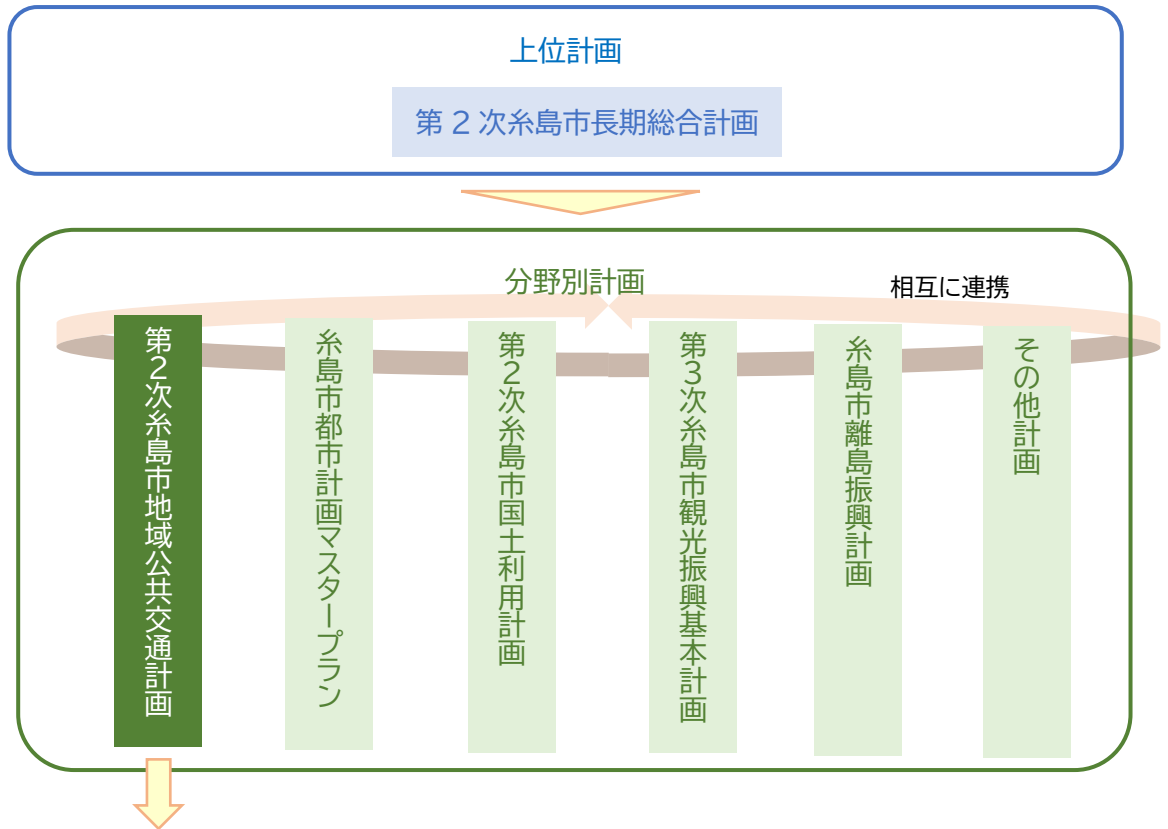 上位計画
第２次糸島市長期総合計画
分野別計画
相互に連携
第２次糸島市地域公共交通計画
糸島市都市計画マスタープラン
第２次糸島市国土利用計画
第３次糸島市観光振興基本計画
糸島市離島振興計画
その他計画